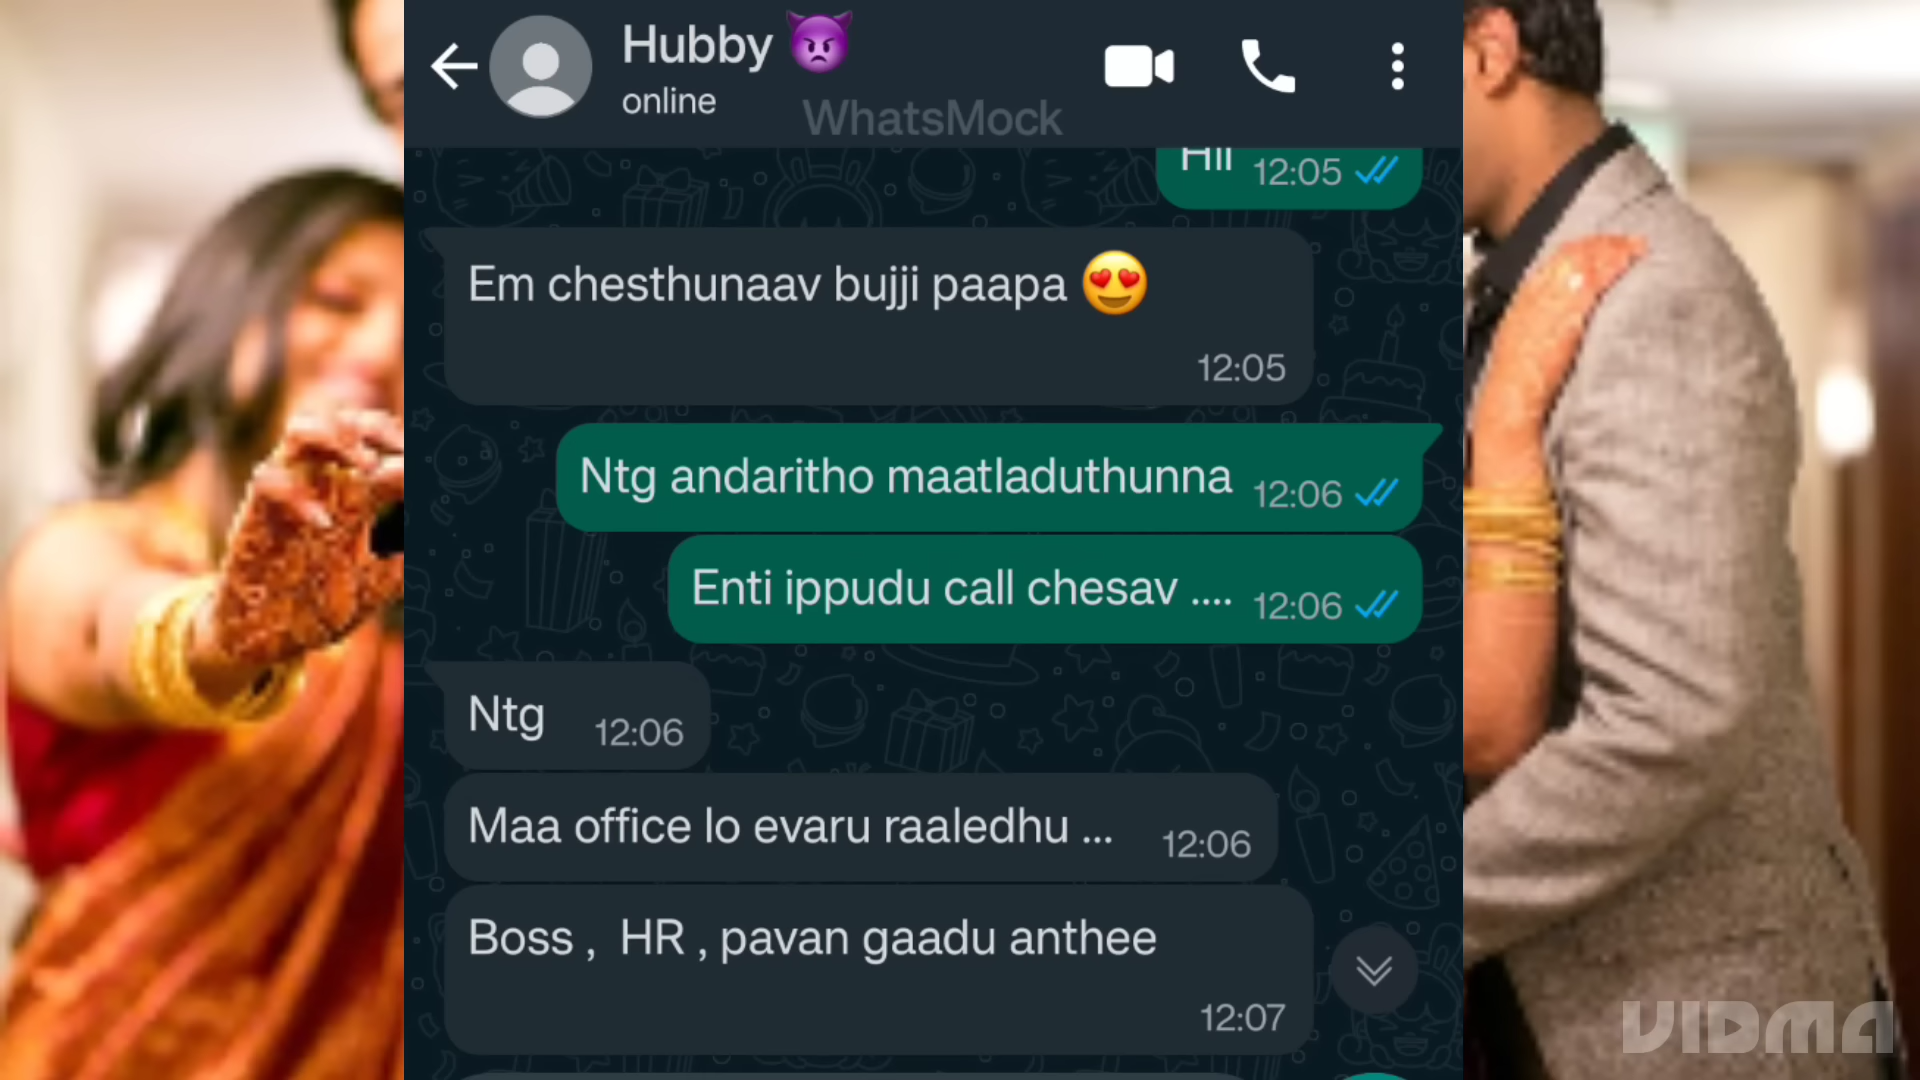 Hubby 😈
online
WhatsMock
Hii 12:05
Em chesthunaav bujji paapa 😍
12:05
Ntg andaritho maatladuthunna 12:06
Enti ippudu call chesav .... 12:06
Ntg 12:06
Maa office lo evaru raaledhu ... 12:06
Boss , HR , pavan gaadu anthee
12:07
VIDMA